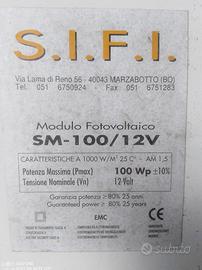 S.I.F.I.
Via Lama di Reno 56 - 40043 MARZABOTTO (BO)
Tel. 051 6750924 - Fax 051 6751283
Modulo Fotovoltaico
SM-100/12V
CARATTERISTICHE A 1000 W/M² 25 C° - AM 1,5
Potenza Massima (Pmax) 100 Wp ±10%
Tensione Nominale (Vn) 12 Volt
Garanzia potenza ≥ 80% 25 anni
Guaranteed power ≥ 80% 25 years
EMC
subito